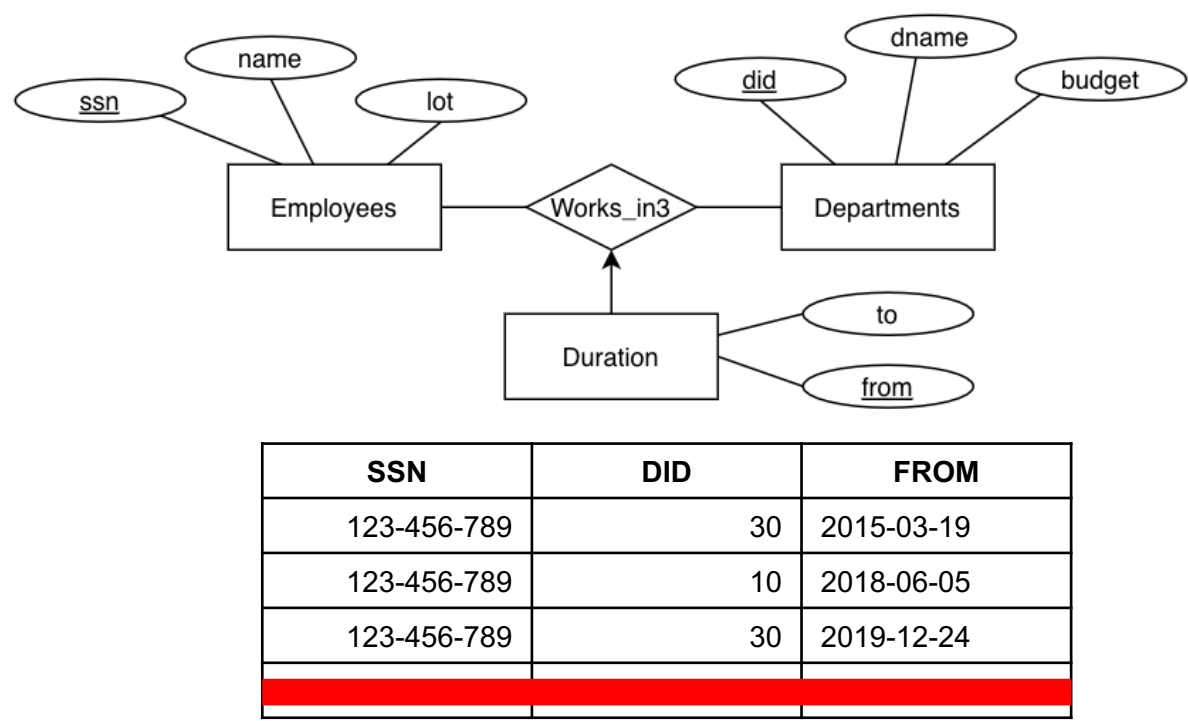 dname
name
did
budget
ssn
lot
Employees
Works_in3
Departments
to
Duration
from
SSN DID FROM
123-456-789 30 2015-03-19
123-456-789 10 2018-06-05
123-456-789 30 2019-12-24